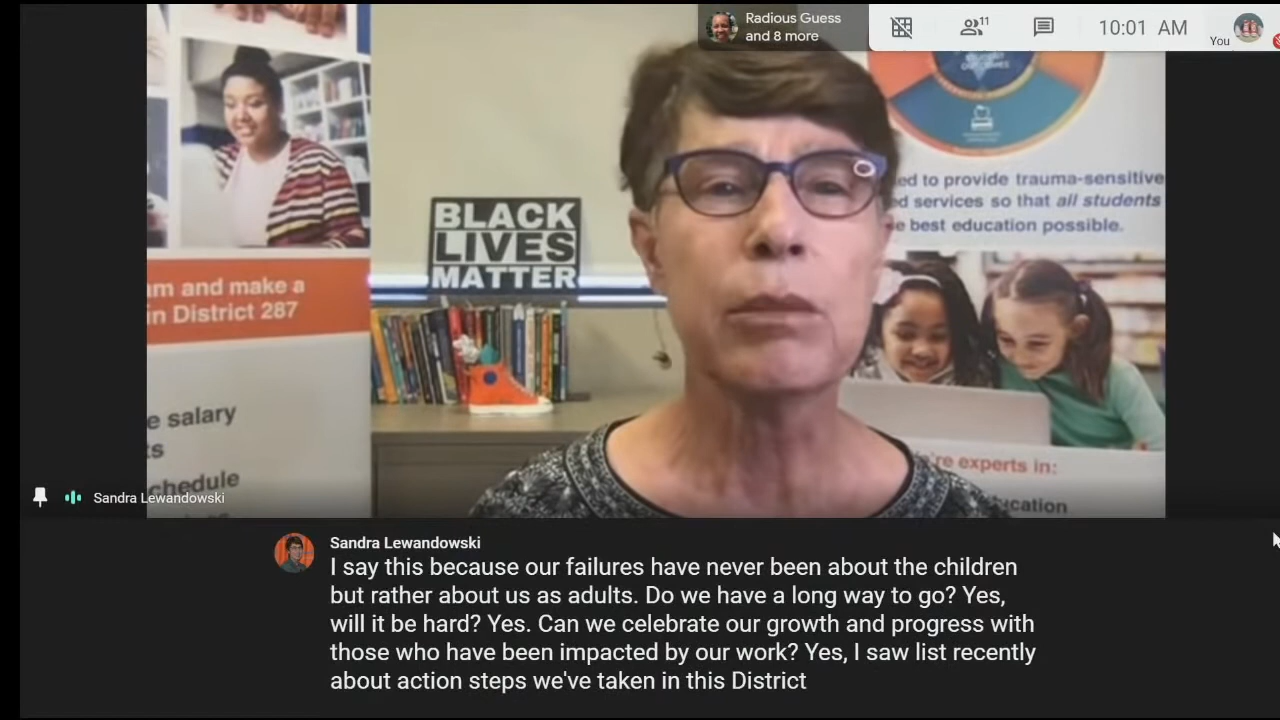 Radious Guess
and 8 more
11
10:01 AM
You
BLACK
LIVES
MATTER
and make a
in District 287
salary
schedule
ed to provide trauma-sensitive
ed services so that all students
e best education possible.
're experts in:
Sandra Lewandowski
Sandra Lewandowski
I say this because our failures have never been about the children
but rather about us as adults. Do we have a long way to go? Yes,
will it be hard? Yes. Can we celebrate our growth and progress with
those who have been impacted by our work? Yes, I saw list recently
about action steps we've taken in this District